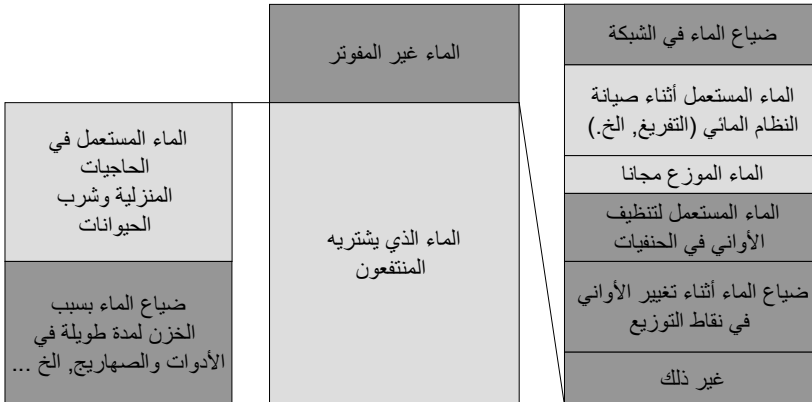 ضياع الماء في الشبكة
الماء المستعمل أثناء صيانة
النظام المائي (التفريغ, الخ.)
الماء الموزع مجانا
الماء المستعمل لتنظيف
الأواني في الحنفيات
ضياع الماء أثناء تغيير الأواني
في نقاط التوزيع
غير ذلك
الماء غير المفوتر
الماء الذي يشتريه
المنتفعون
الماء المستعمل في
الحاجيات
المنزلية وشرب
الحيوانات
ضياع الماء بسبب
الخزن لمدة طويلة في
الأدوات والصهاريج, الخ ...